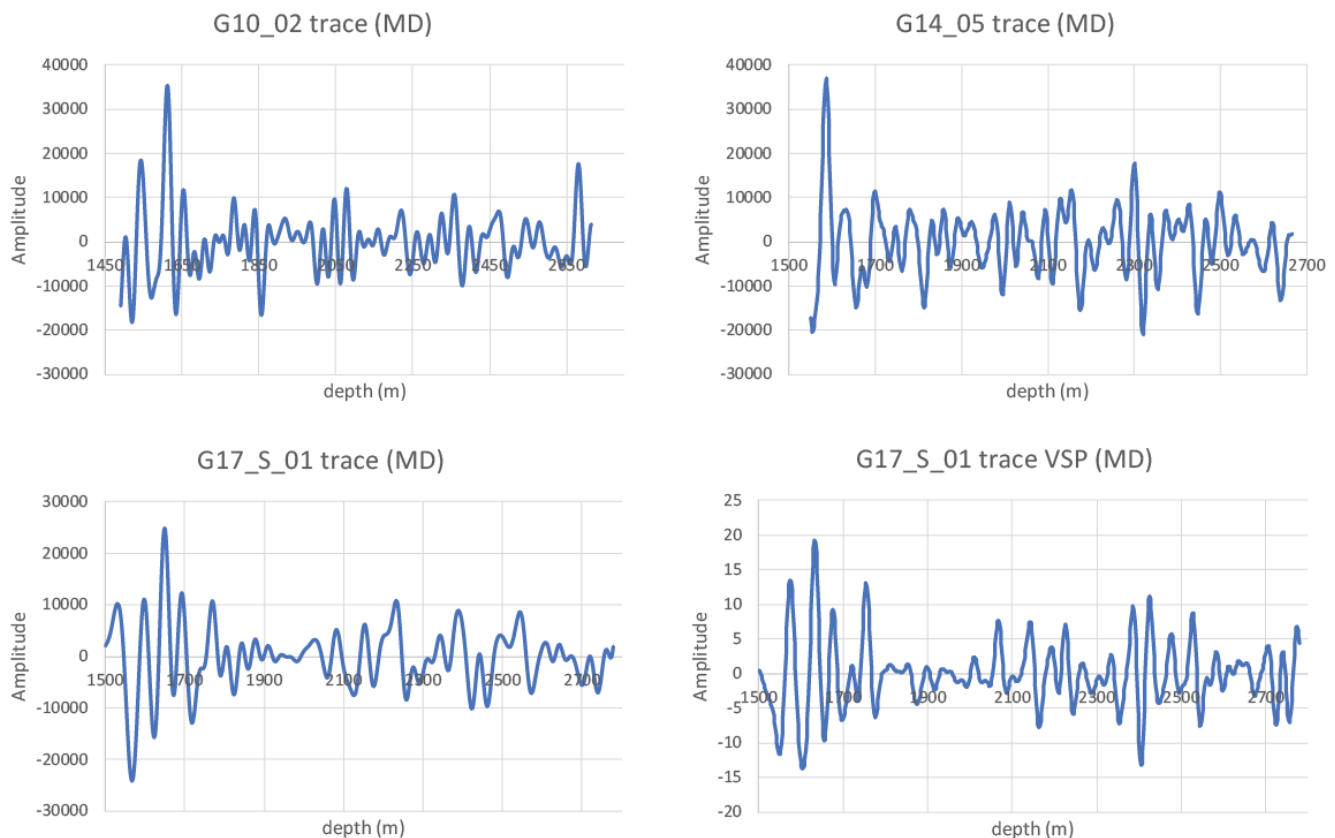 G10_02 trace (MD)
40000
30000
20000
10000
0
-10000
-20000
-30000
Amplitude
1450 1650 1850 2050 2250 2450 2650
depth (m)
G14_05 trace (MD)
40000
30000
20000
10000
0
-10000
-20000
-30000
Amplitude
1500 1700 1900 2100 2300 2500 2700
depth (m)
G17_S_01 trace (MD)
30000
20000
10000
0
-10000
-20000
-30000
Amplitude
1500 1700 1900 2100 2300 2500 2700
depth (m)
G17_S_01 trace VSP (MD)
25
20
15
10
5
0
-5
-10
-15
-20
Amplitude
1500 1700 1900 2100 2300 2500 2700
depth (m)